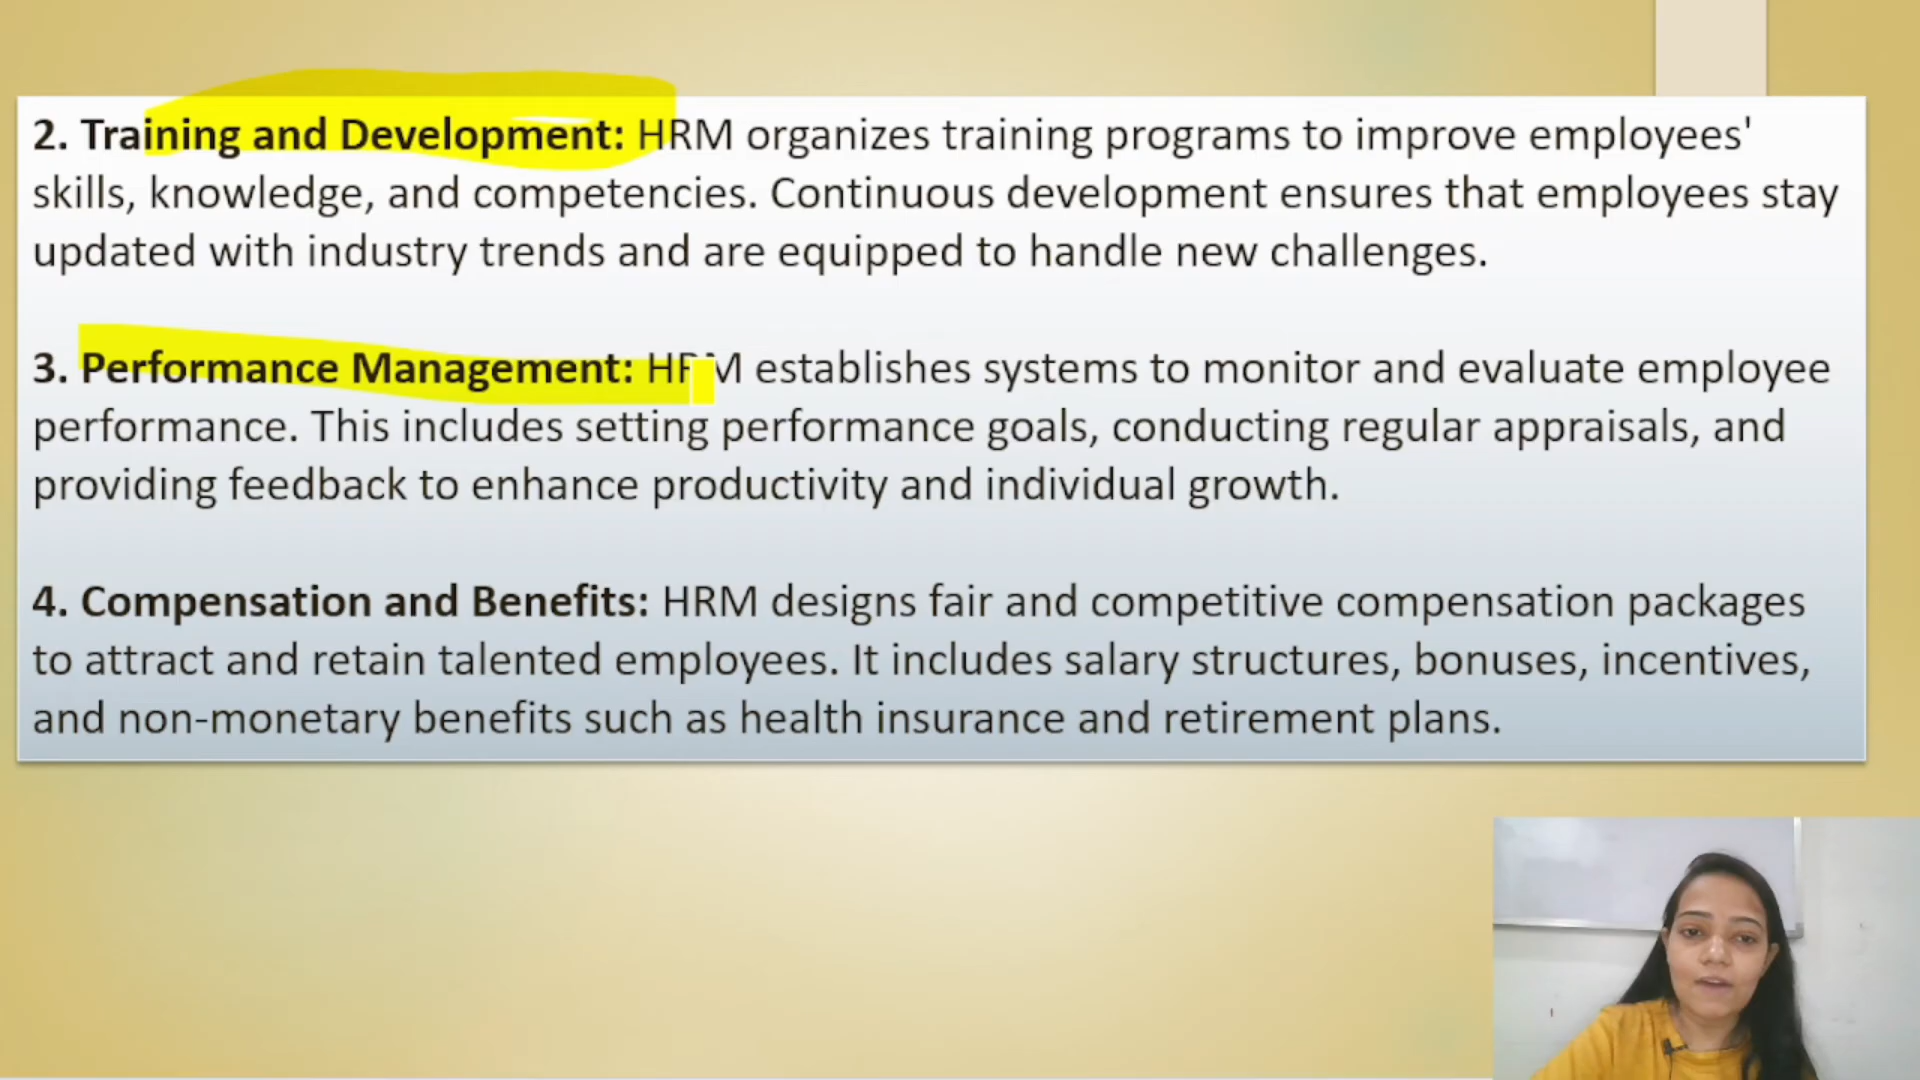 2. Training and Development: HRM organizes training programs to improve employees'
skills, knowledge, and competencies. Continuous development ensures that employees stay
updated with industry trends and are equipped to handle new challenges.
3. Performance Management: HRM establishes systems to monitor and evaluate employee
performance. This includes setting performance goals, conducting regular appraisals, and
providing feedback to enhance productivity and individual growth.
4. Compensation and Benefits: HRM designs fair and competitive compensation packages
to attract and retain talented employees. It includes salary structures, bonuses, incentives,
and non-monetary benefits such as health insurance and retirement plans.